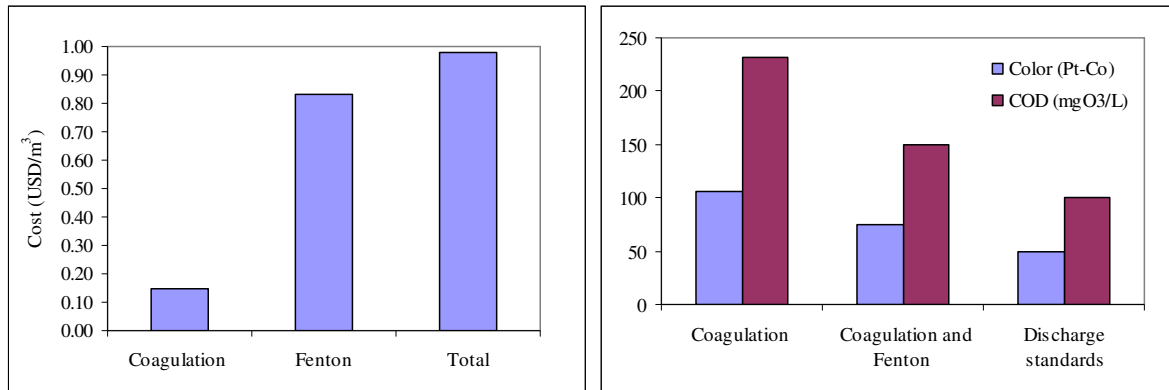 Cost (USD/m³)
1.00
0.90
0.80
0.70
0.60
0.50
0.40
0.30
0.20
0.10
0.00
Coagulation Fenton Total
250
200
150
100
50
0
Color (Pt-Co)
COD (mgO3/L)
Coagulation Coagulation and Discharge
Fenton standards